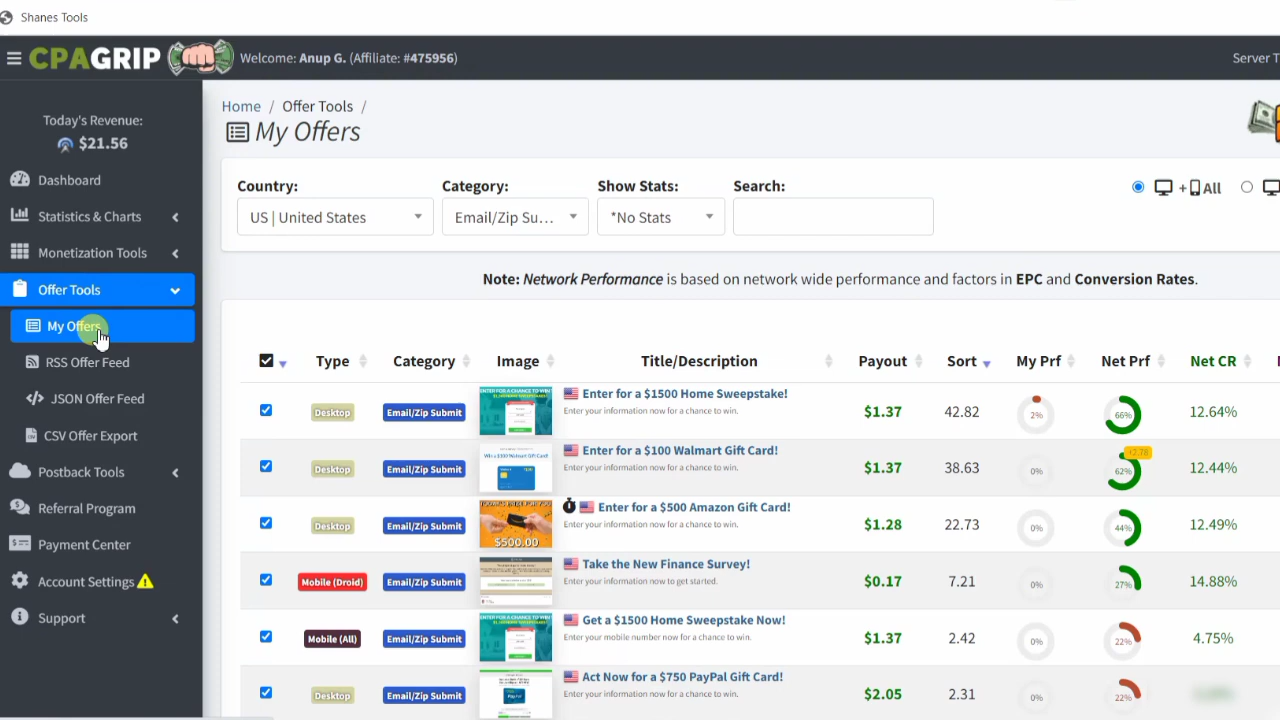 Shanes Tools
CPAGRIP
Welcome: Anup G. (Affiliate: #475956)
Server T
Today's Revenue:
$21.56
Dashboard
Statistics & Charts
Monetization Tools
Offer Tools
My Offers
RSS Offer Feed
JSON Offer Feed
CSV Offer Export
Postback Tools
Referral Program
Payment Center
Account Settings
Support
Home / Offer Tools /
My Offers
Country: Category: Show Stats: Search:
US | United States Email/Zip Su... *No Stats
+ All
Note: Network Performance is based on network wide performance and factors in EPC and Conversion Rates.
Type Category Image Title/Description Payout Sort My Prf Net Prf Net CR
Desktop Email/Zip Submit Enter for a $1500 Home Sweepstake! $1.37 42.82 2% 66% 12.64%
Enter your information now for a chance to win.
Desktop Email/Zip Submit Enter for a $100 Walmart Gift Card! $1.37 38.63 0% 62% 12.44%
Enter your information now for a chance to win.
Desktop Email/Zip Submit Enter for a $500 Amazon Gift Card! $1.28 22.73 0% 44% 12.49%
Enter your information now for a chance to win.
$500.00
Mobile (Droid) Email/Zip Submit Take the New Finance Survey! $0.17 7.21 0% 27% 14.88%
Enter your information now to get started.
Mobile (All) Email/Zip Submit Get a $1500 Home Sweepstake Now! $1.37 2.42 0% 22% 4.75%
Enter your mobile number now for a chance to win.
Desktop Email/Zip Submit Act Now for a $750 PayPal Gift Card! $2.05 2.31 0% 22%
Enter your information now for a chance to win.